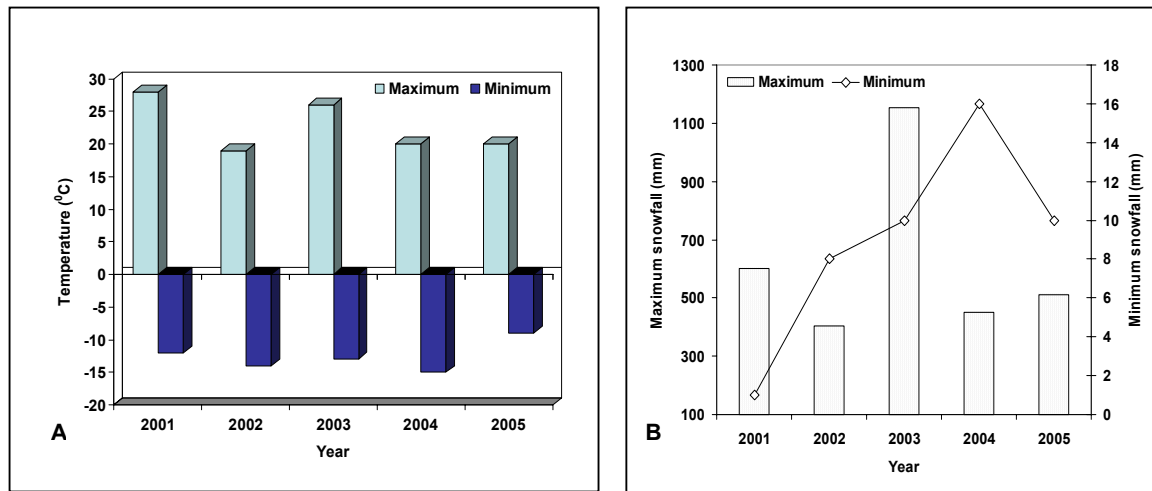 30
25
20
15
10
5
0
-5
-10
-15
-20
Temperature (⁰C)
Maximum Minimum
2001 2002 2003 2004 2005
Year
A
1300
1100
900
700
500
300
100
Maximum snowfall (mm)
Maximum Minimum
18
16
14
12
10
8
6
4
2
0
Minimum snowfall (mm)
2001 2002 2003 2004 2005
Year
B